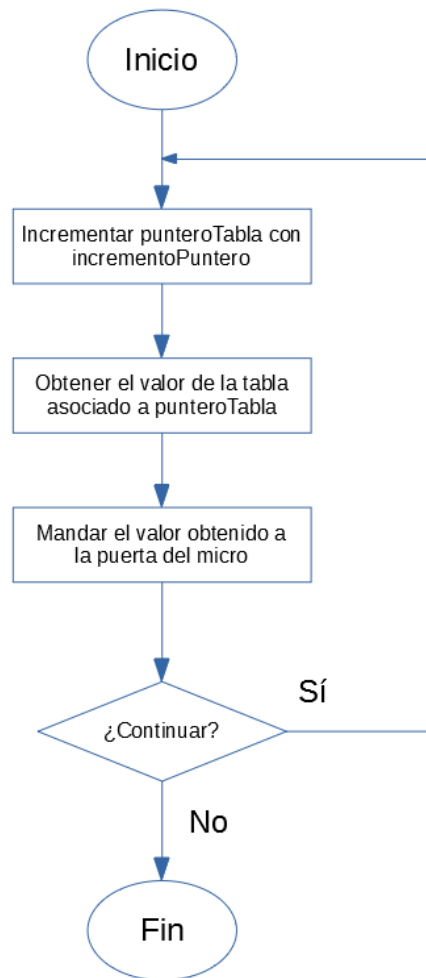 Inicio
Incrementar punteroTabla con
incrementoPuntero
Obtener el valor de la tabla
asociado a punteroTabla
Mandar el valor obtenido a
la puerta del micro
Sí
¿Continuar?
No
Fin